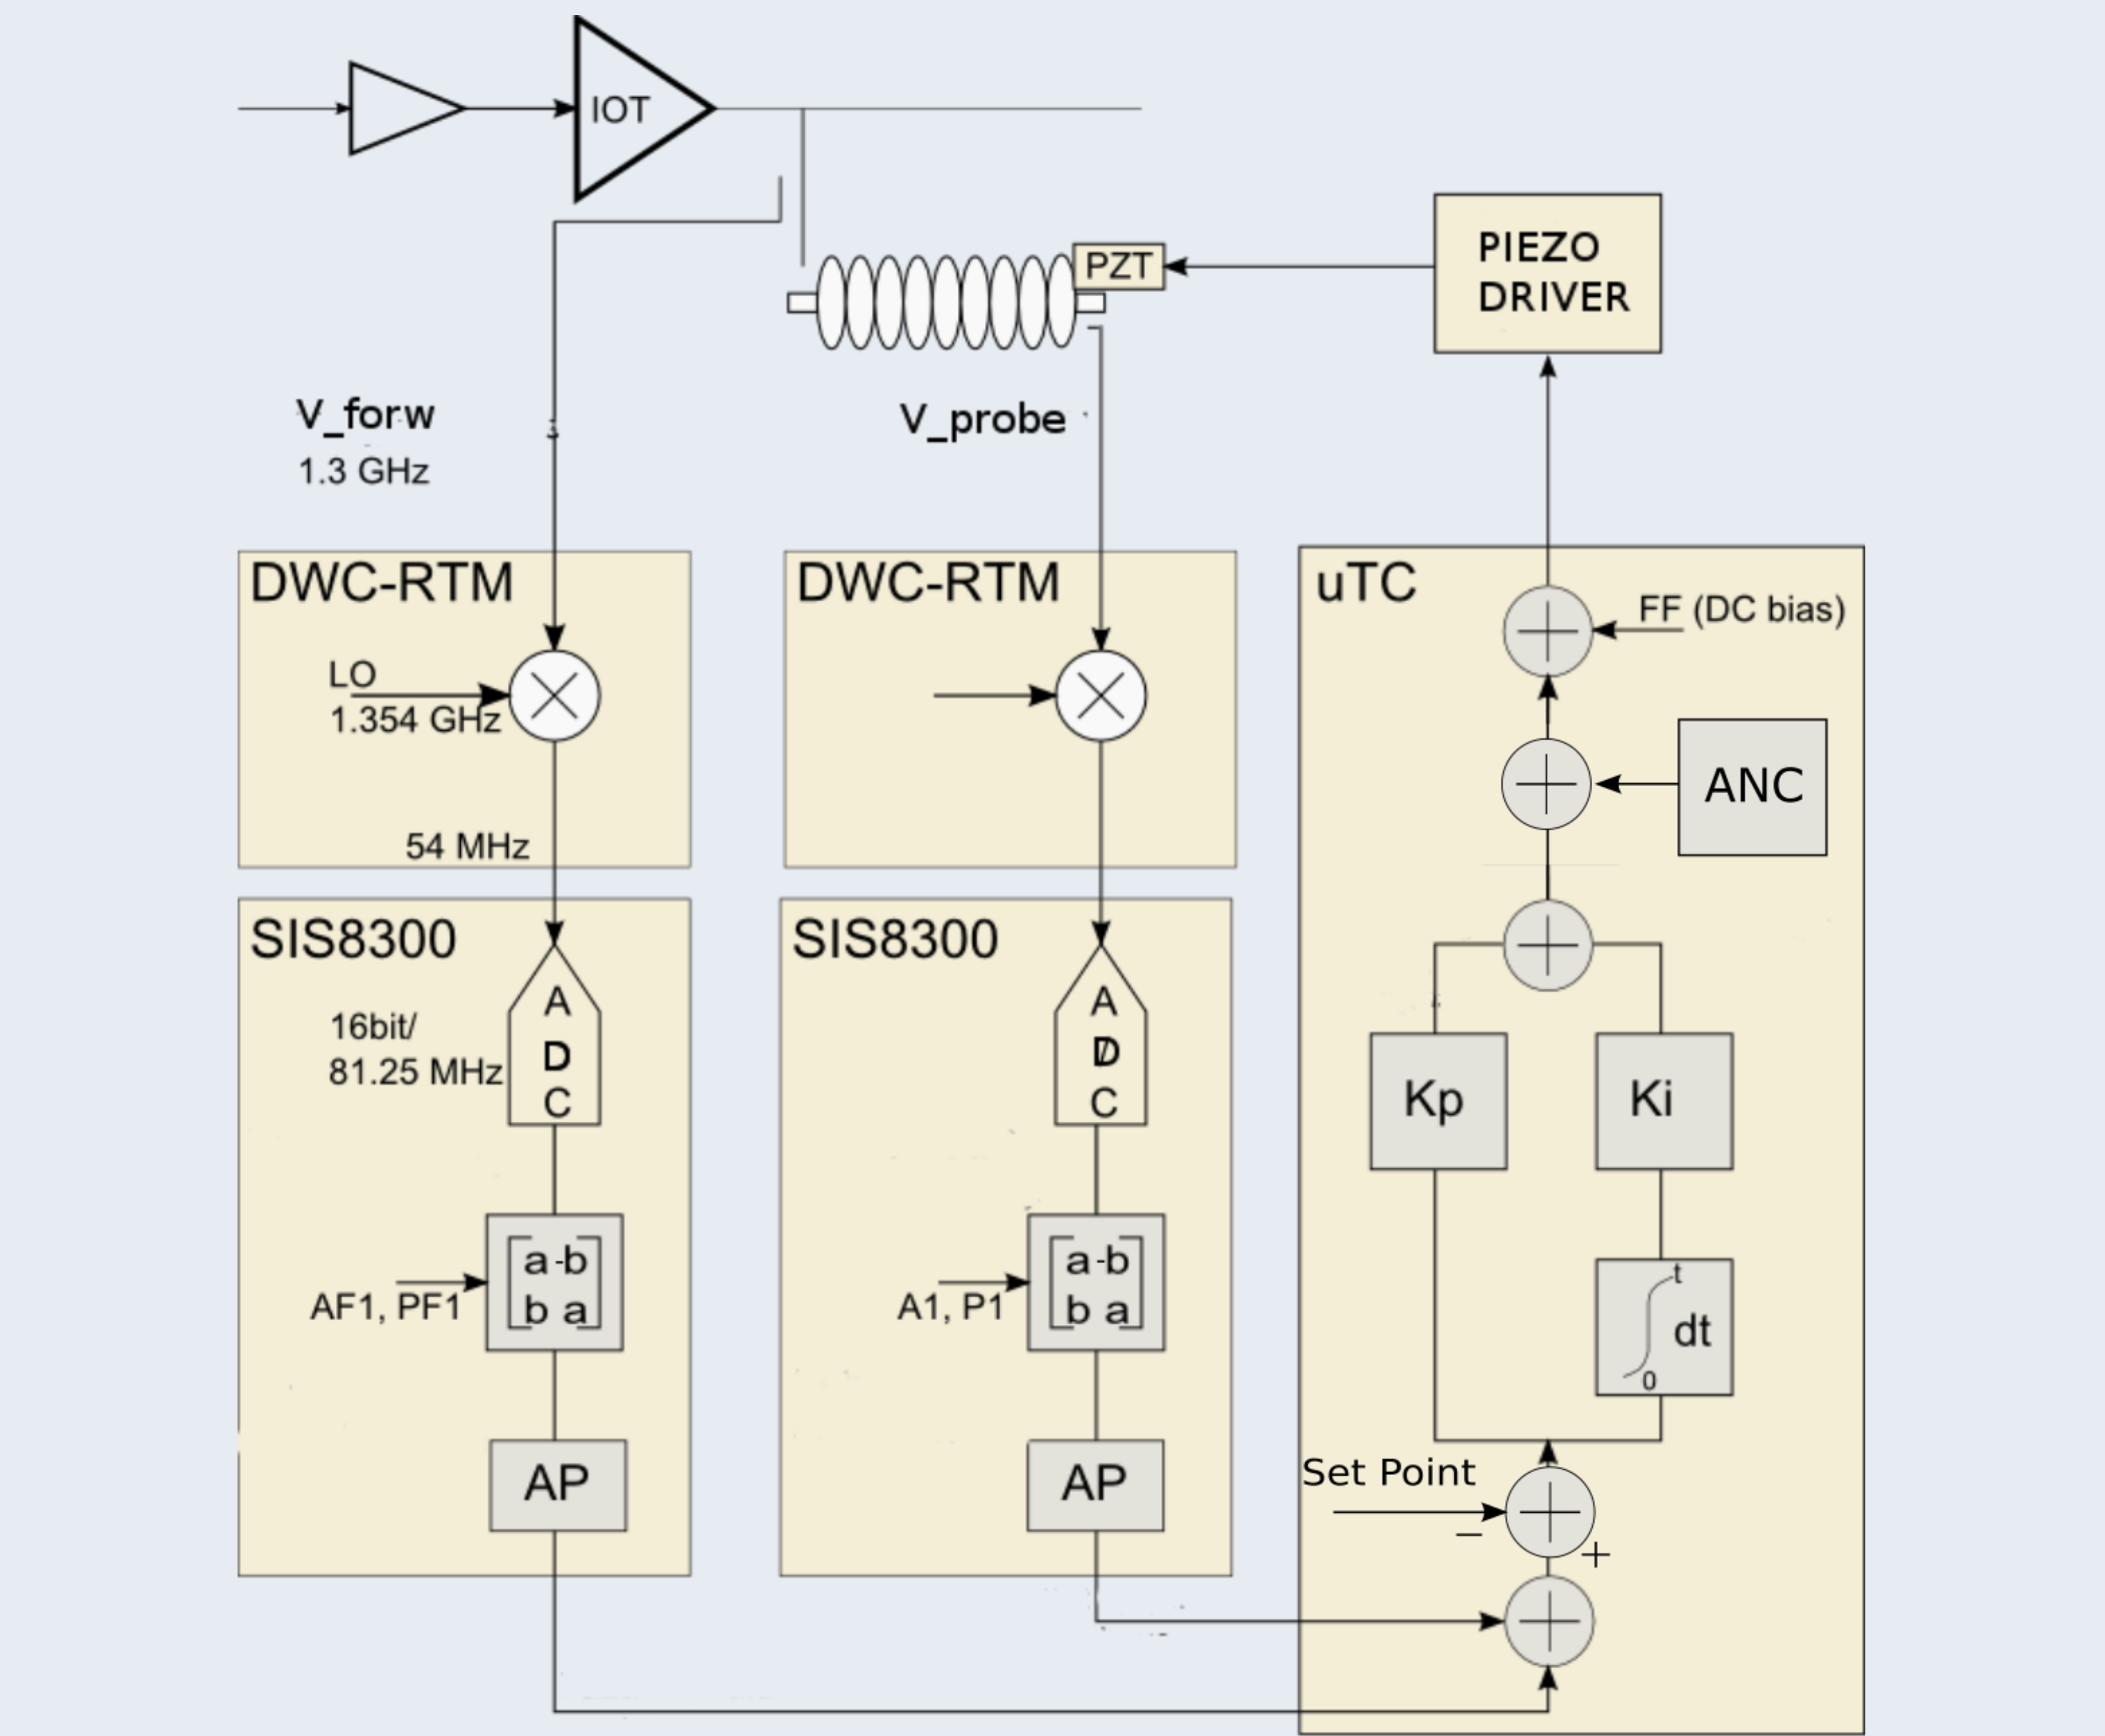 IOT
PZT
PIEZO
DRIVER
V_forw
1.3 GHz
V_probe
DWC-RTM
LO
1.354 GHz
54 MHz
DWC-RTM
uTC
FF (DC bias)
ANC
SIS8300
16bit/
81.25 MHz
A
D
C
a -b
b a
AF1, PF1
AP
SIS8300
A
D
C
a -b
b a
A1, P1
AP
Kp
Ki
t
dt
0
Set Point
−
+